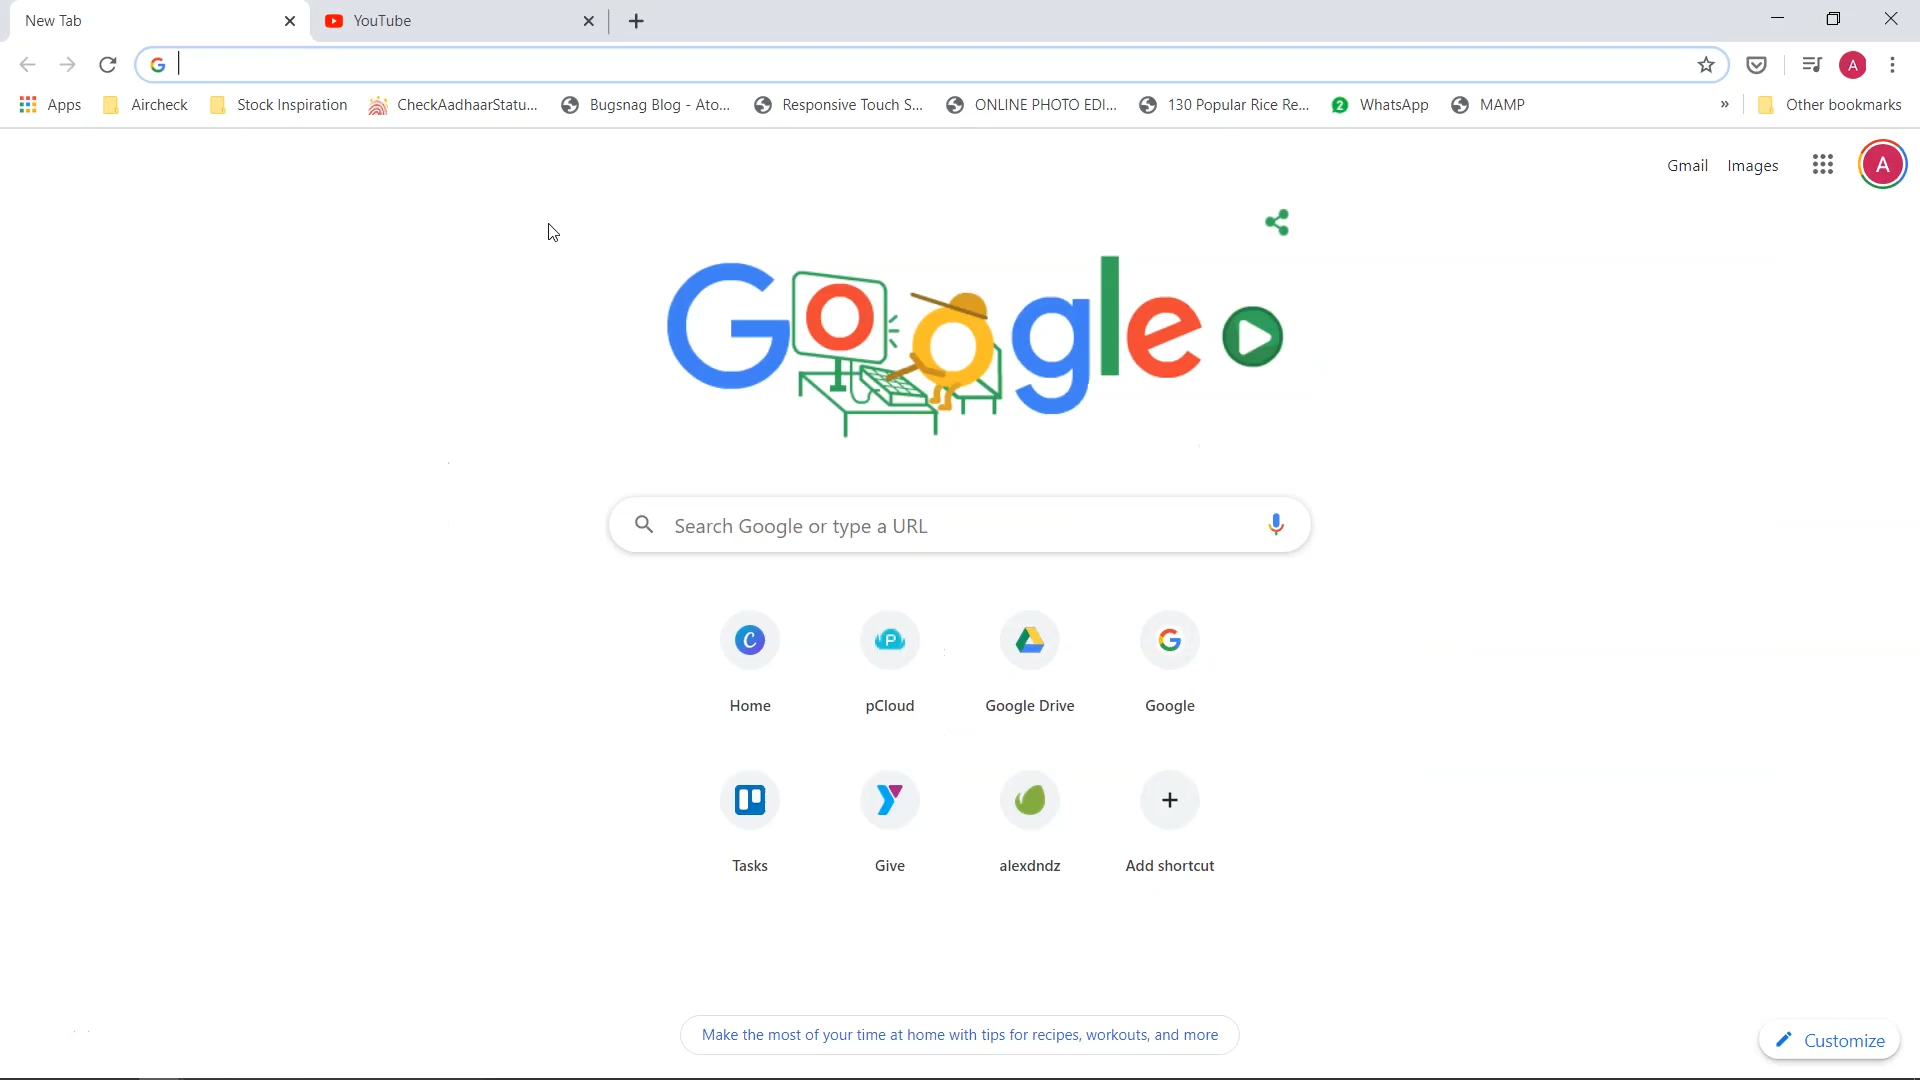 New Tab
YouTube
Apps
Aircheck
Stock Inspiration
CheckAadhaarStatu...
Bugsnag Blog - Ato...
Responsive Touch S...
ONLINE PHOTO EDI...
130 Popular Rice Re...
2
WhatsApp
MAMP
»
Other bookmarks
A
Gmail
Images
A
Google
Search Google or type a URL
Home
pCloud
Google Drive
Google
Tasks
Give
alexdndz
Add shortcut
Make the most of your time at home with tips for recipes, workouts, and more
Customize